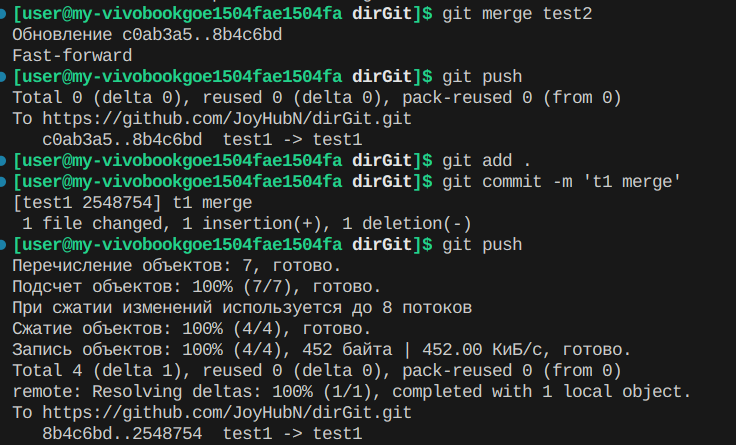 [user@my-vivobookgoe1504fae1504fa dirGit]$ git merge test2
Обновление c0ab3a5..8b4c6bd
Fast-forward
[user@my-vivobookgoe1504fae1504fa dirGit]$ git push
Total 0 (delta 0), reused 0 (delta 0), pack-reused 0 (from 0)
To https://github.com/JoyHubN/dirGit.git
   c0ab3a5..8b4c6bd  test1 -> test1
[user@my-vivobookgoe1504fae1504fa dirGit]$ git add .
[user@my-vivobookgoe1504fae1504fa dirGit]$ git commit -m 't1 merge'
[test1 2548754] t1 merge
 1 file changed, 1 insertion(+), 1 deletion(-)
[user@my-vivobookgoe1504fae1504fa dirGit]$ git push
Перечисление объектов: 7, готово.
Подсчет объектов: 100% (7/7), готово.
При сжатии изменений используется до 8 потоков
Сжатие объектов: 100% (4/4), готово.
Запись объектов: 100% (4/4), 452 байта | 452.00 КиБ/с, готово.
Total 4 (delta 1), reused 0 (delta 0), pack-reused 0 (from 0)
remote: Resolving deltas: 100% (1/1), completed with 1 local object.
To https://github.com/JoyHubN/dirGit.git
   8b4c6bd..2548754  test1 -> test1